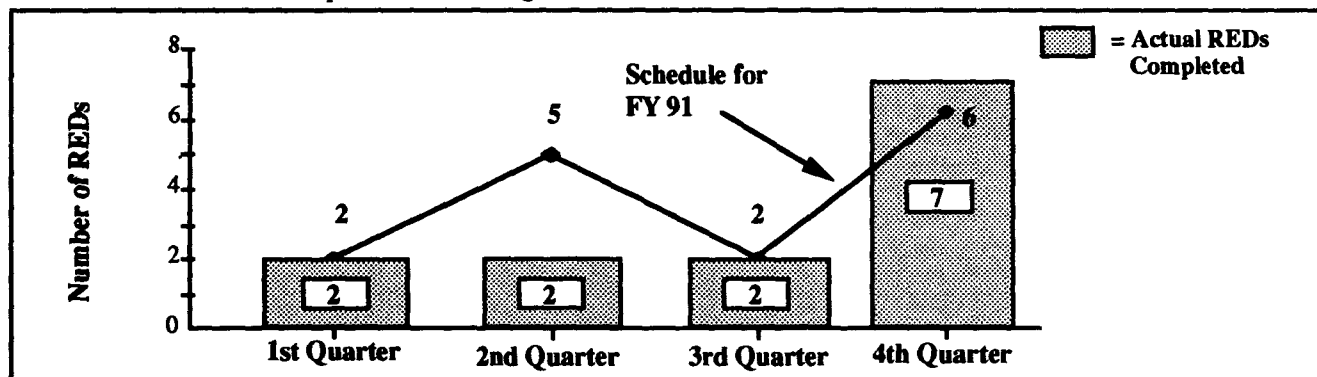 8
6
4
2
0
Number of REDs
= Actual REDs
Completed
Schedule for
FY 91
2
5
2
6
2
2
2
7
1st Quarter
2nd Quarter
3rd Quarter
4th Quarter